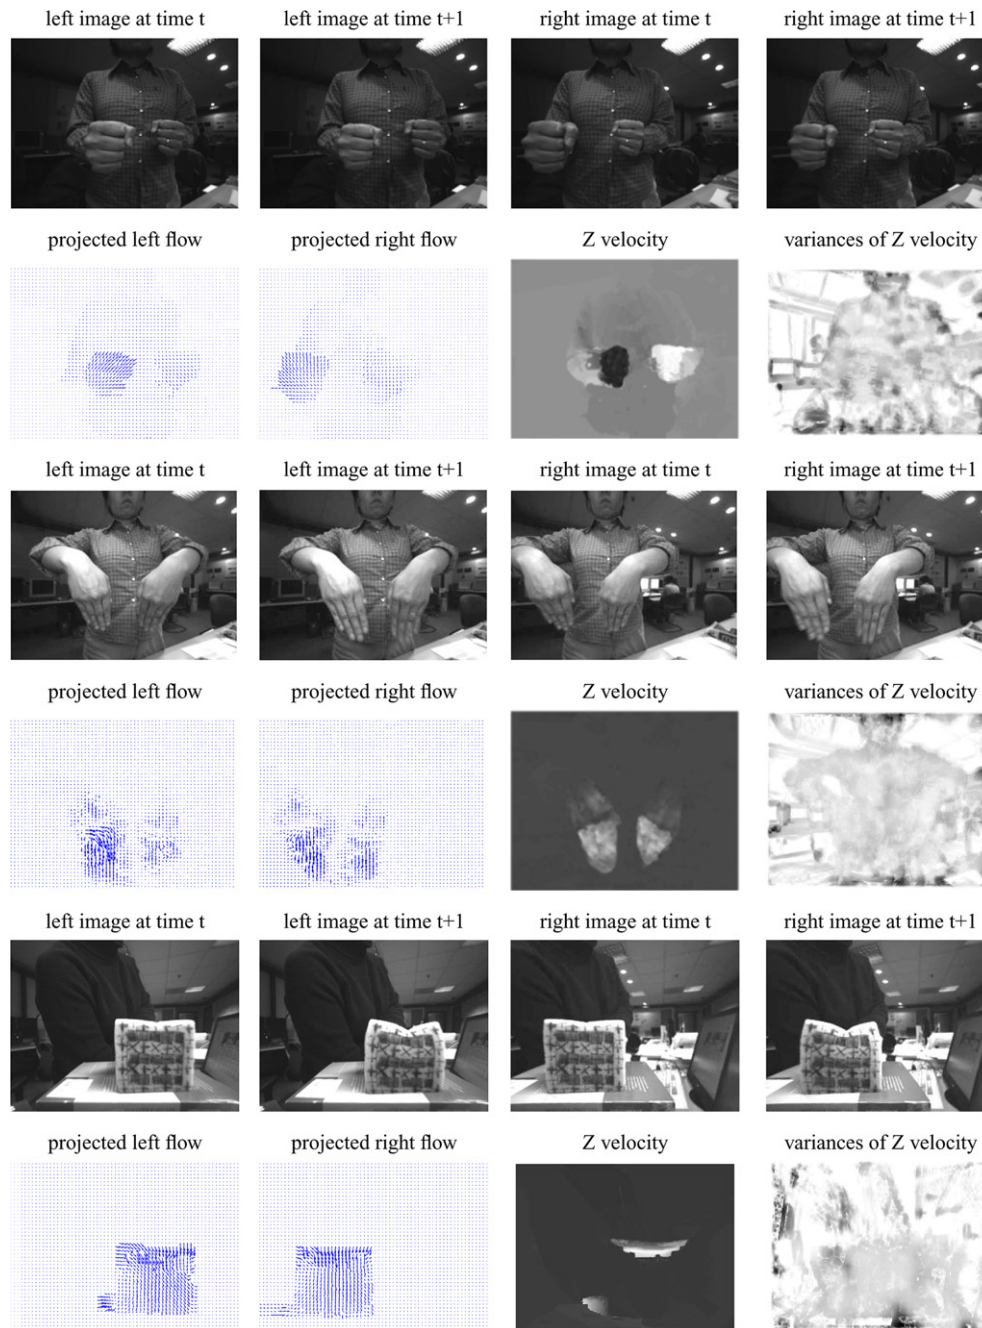 left image at time t
left image at time t+1
right image at time t
right image at time t+1
projected left flow
projected right flow
Z velocity
variances of Z velocity
left image at time t
left image at time t+1
right image at time t
right image at time t+1
projected left flow
projected right flow
Z velocity
variances of Z velocity
left image at time t
left image at time t+1
right image at time t
right image at time t+1
projected left flow
projected right flow
Z velocity
variances of Z velocity